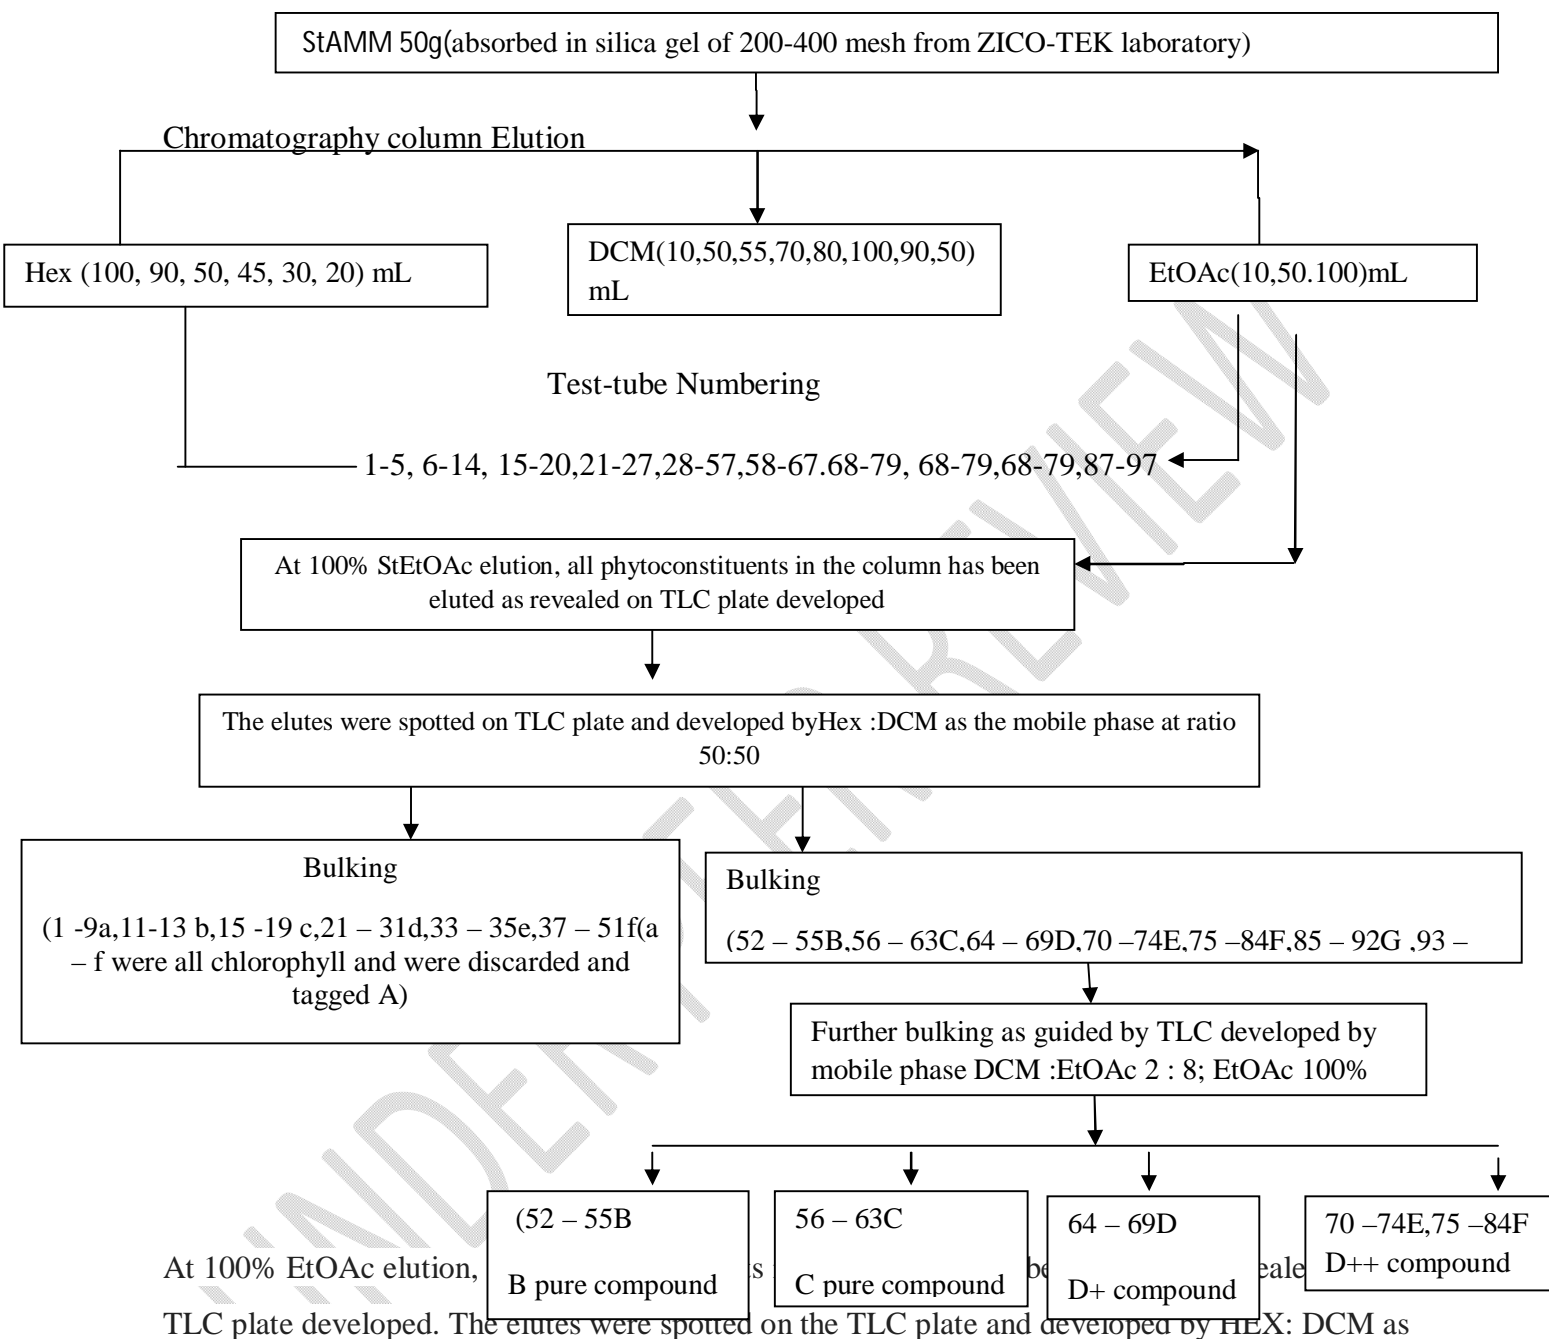 StAMM 50g(absorbed in silica gel of 200-400 mesh from ZICO-TEK laboratory)
Chromatography column Elution
Hex (100, 90, 50, 45, 30, 20) mL
DCM(10,50,55,70,80,100,90,50)
mL
EtOAc(10,50.100)mL
Test-tube Numbering
1-5, 6-14, 15-20,21-27,28-57,58-67.68-79, 68-79,68-79,87-97
At 100% StEtOAc elution, all phytoconstituents in the column has been
eluted as revealed on TLC plate developed
The elutes were spotted on TLC plate and developed byHex :DCM as the mobile phase at ratio
50:50
Bulking
(1 -9a,11-13 b,15 -19 c,21 – 31d,33 – 35e,37 – 51f(a
– f were all chlorophyll and were discarded and
tagged A)
Bulking
(52 – 55B,56 – 63C,64 – 69D,70 –74E,75 –84F,85 – 92G ,93 –
Further bulking as guided by TLC developed by
mobile phase DCM :EtOAc 2 : 8; EtOAc 100%
(52 – 55B
B pure compound
56 – 63C
C pure compound
64 – 69D
D+ compound
70 –74E,75 –84F
D++ compound
At 100% EtOAc elution,
TLC plate developed. The elutes were spotted on the TLC plate and developed by HEX: DCM as
UNDER PEER REVIEW